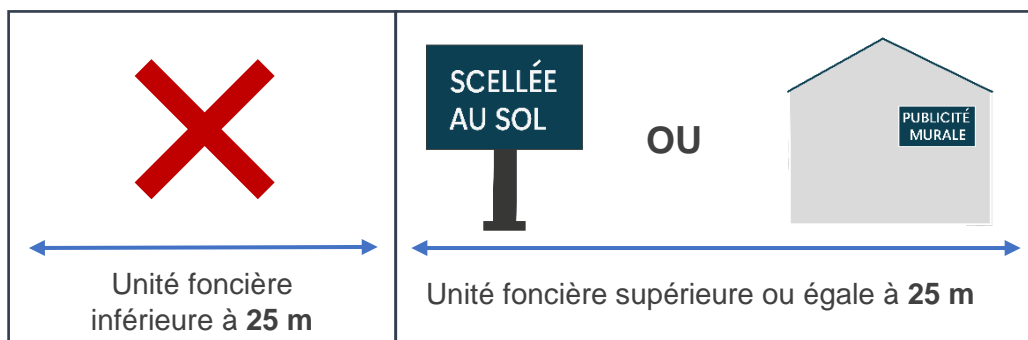 SCELLÉE
AU SOL
OU
PUBLICITÉ
MURALE
Unité foncière
inférieure à 25 m
Unité foncière supérieure ou égale à 25 m